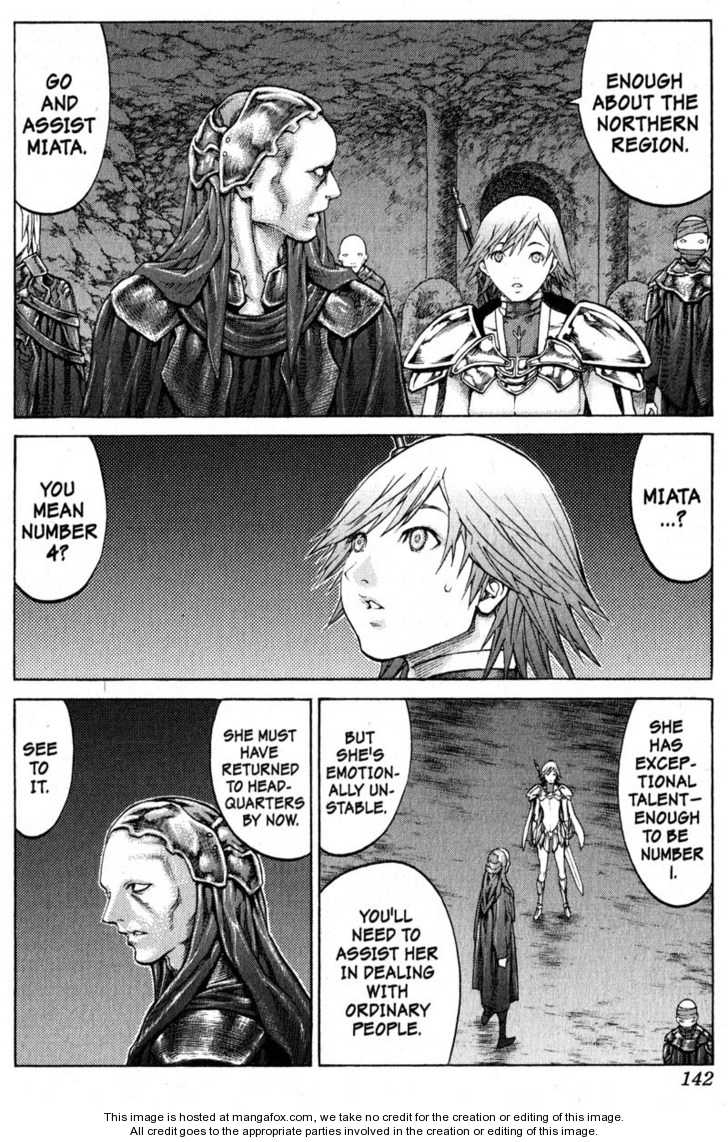 ENOUGH
ABOUT THE
NORTHERN
REGION.
GO
AND
ASSIST
MIATA.
MIATA
...?
YOU
MEAN
NUMBER
4?
SHE
HAS
EXCEP-
TIONAL
TALENT—
ENOUGH
TO BE
NUMBER
1.
BUT
SHE'S
EMOTION-
ALLY UN-
STABLE.
YOU'LL
NEED TO
ASSIST HER
IN DEALING
WITH
ORDINARY
PEOPLE.
SHE MUST
HAVE
RETURNED
TO HEAD-
QUARTERS
BY NOW.
SEE
TO
IT.
142
This image is hosted at mangafox.com, we take no credit for the creation or editing of this image.
All credit goes to the appropriate parties involved in the creation or editing of this image.